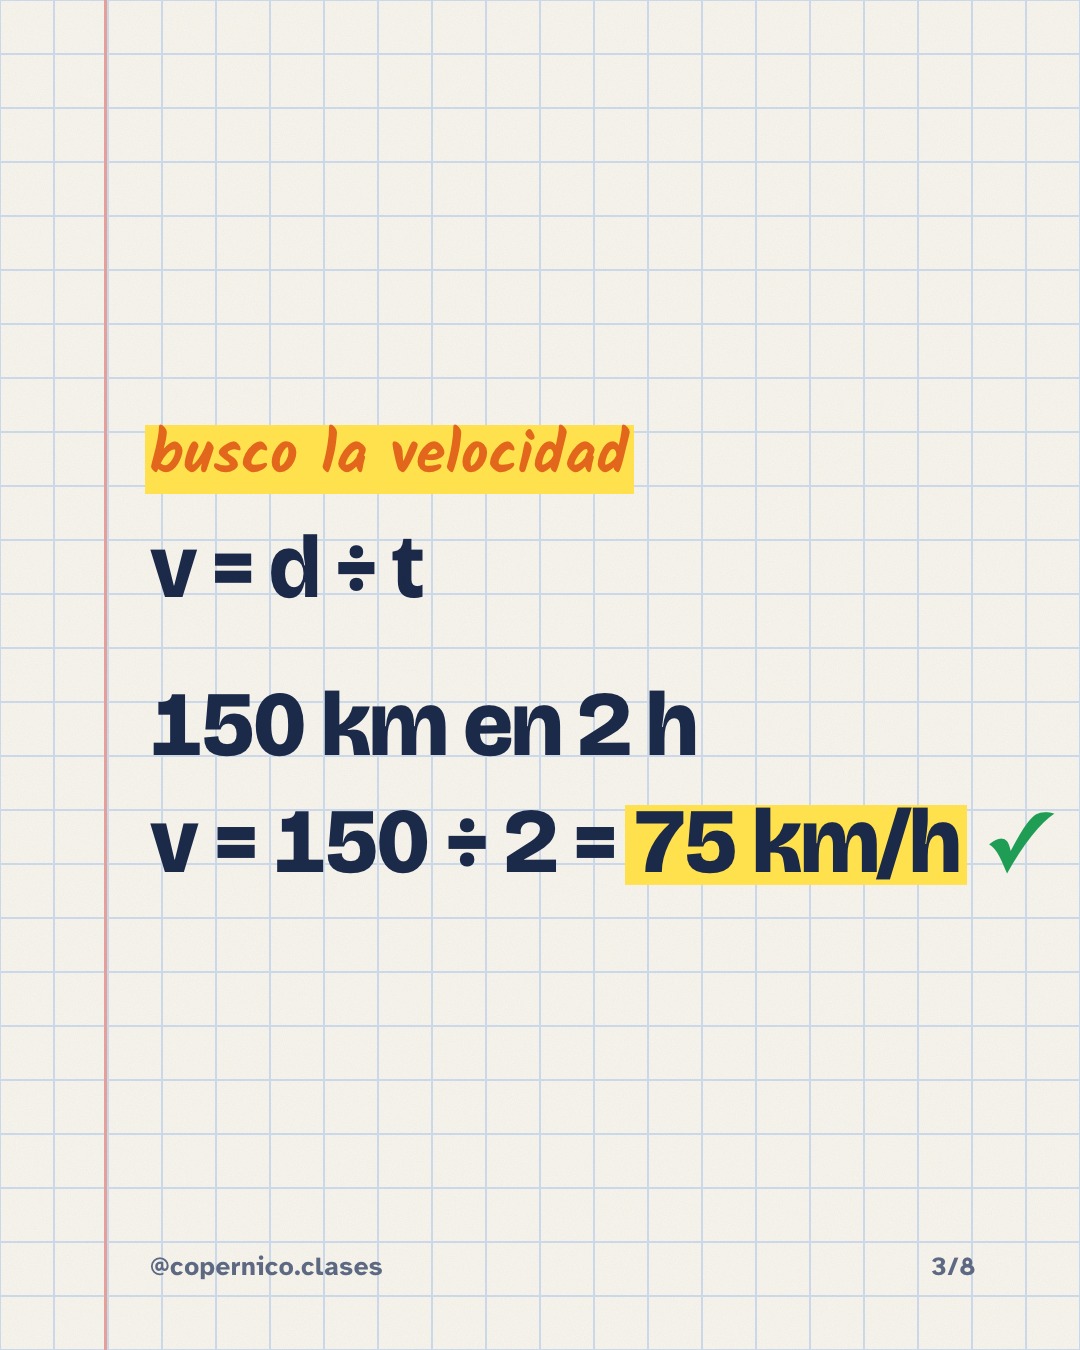 busco la velocidad
v = d ÷ t
150 km en 2 h
v = 150 ÷ 2 = 75 km/h ✓
@copernico.clases
3/8